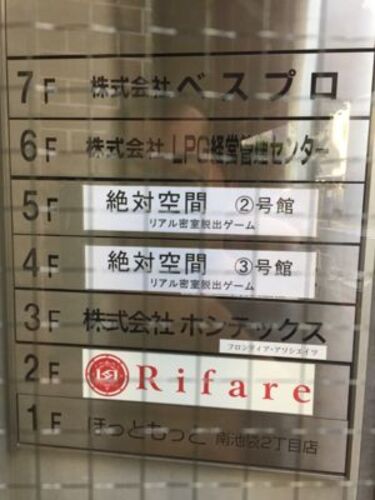 7F 株式会社ベスプロ
6F 株式会社 LPG経営管理センター
5F 絶対空間 ②号館
リアル密室脱出ゲーム
4F 絶対空間 ③号館
リアル密室脱出ゲーム
3F 株式会社 ホシテックス
フロンティア・アソシエイツ
2F Rifare
1F ほっともっと 南池袋2丁目店